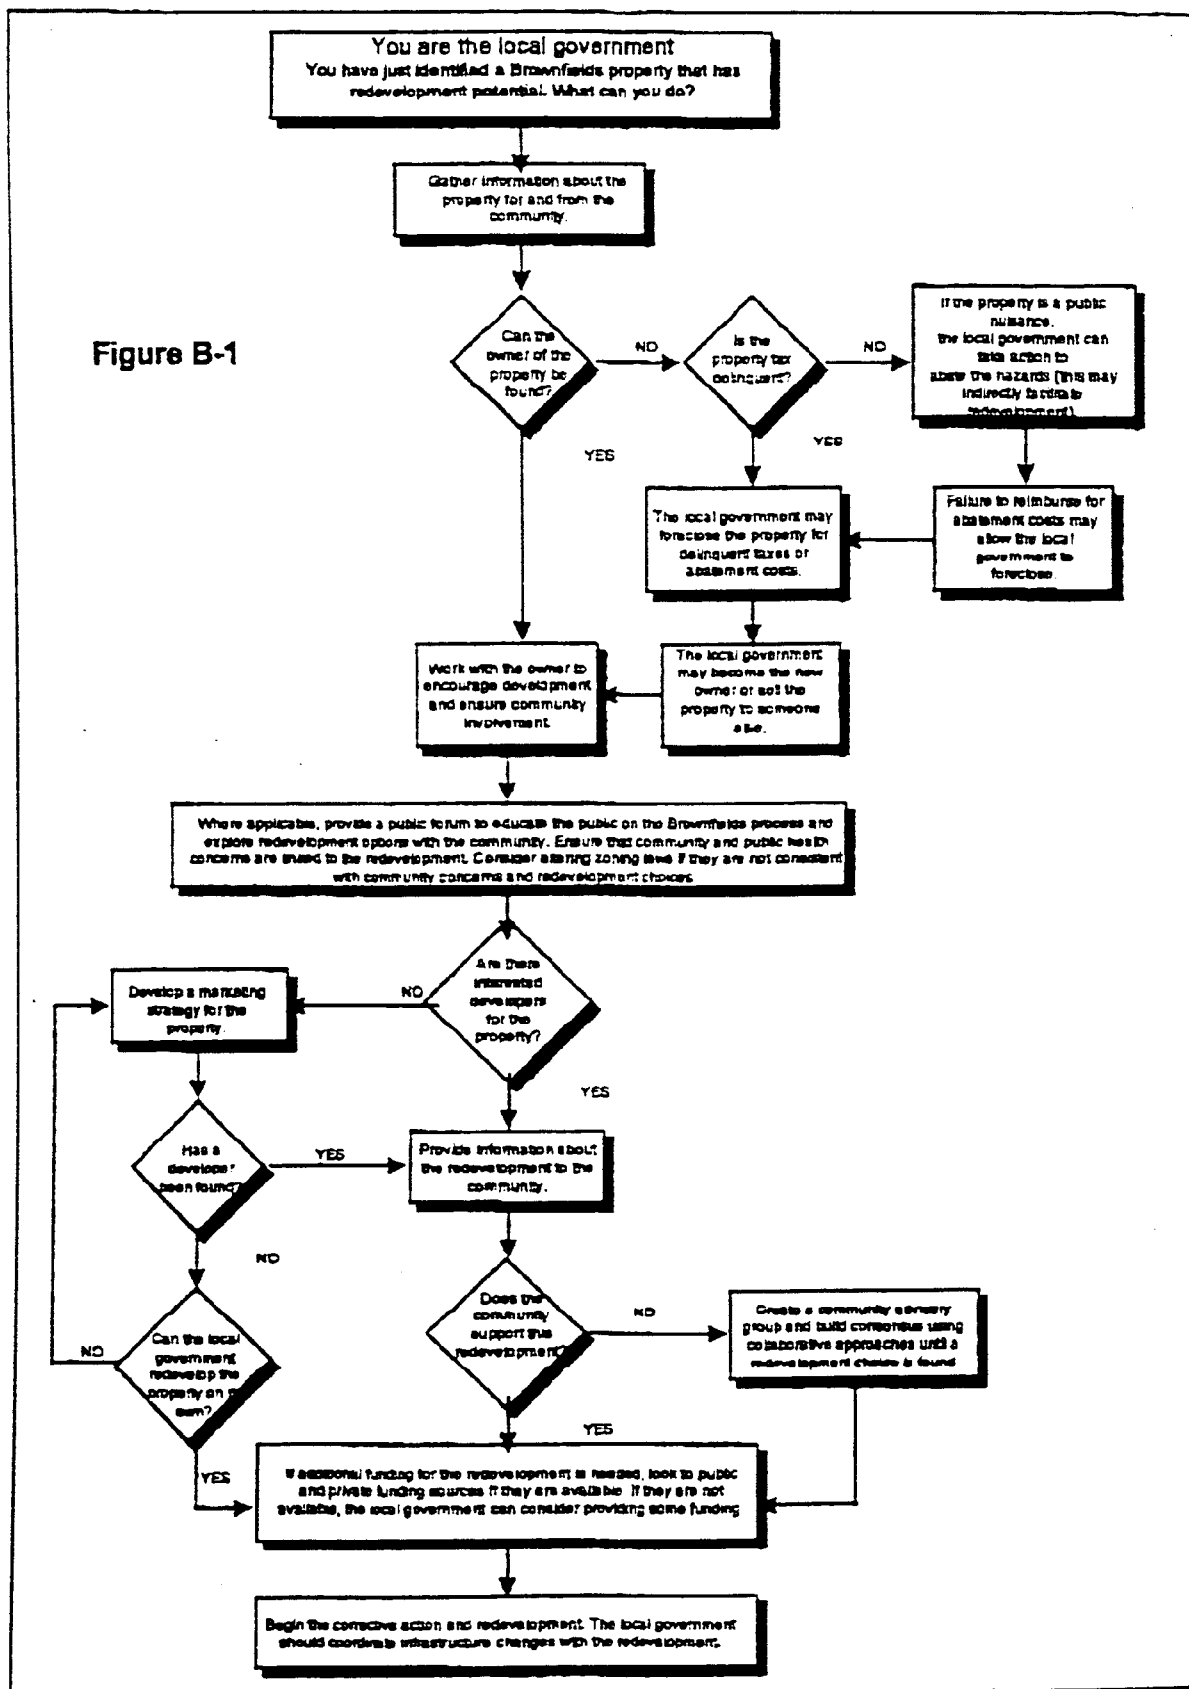 You are the local government
You have just identified a Brownfields property that has
redevelopment potential. What can you do?
Gather information about the
property for and from the
community.
Figure B-1
Can the
owner of the
property be
found?
NO
Is the
property tax
delinquent?
NO
If the property is a public
nuisance,
the local government can
take action to
abate the hazards (this may
indirectly facilitate
redevelopment)
YES
YES
The local government may
foreclose the property for
delinquent taxes or
abatement costs.
Failure to reimburse for
abatement costs may
allow the local
government to
foreclose.
Work with the owner to
encourage development
and ensure community
involvement.
The local government
may become the new
owner or sell the
property to someone
else.
Where applicable, provide a public forum to educate the public on the Brownfields process and
explore redevelopment options with the community. Ensure that community and public health
concerns are linked to the redevelopment. Consider altering zoning laws if they are not consistent
with community concerns and redevelopment choices.
Are there
interested
developers
for the
property?
NO
Develop a marketing
strategy for the
property.
YES
Has a
developer
been found?
YES
Provide information about
the redevelopment to the
community.
NO
Does the
community
support this
redevelopment?
NO
Create a community advisory
group and build consensus using
collaborative approaches until a
redevelopment choice is found
NO
Can the local
government
redevelop the
property on its
own?
YES
YES
If additional funding for the redevelopment is needed, look to public
and private funding sources if they are available. If they are not
available, the local government can consider providing some funding
Begin the corrective action and redevelopment. The local government
should coordinate infrastructure changes with the redevelopment.